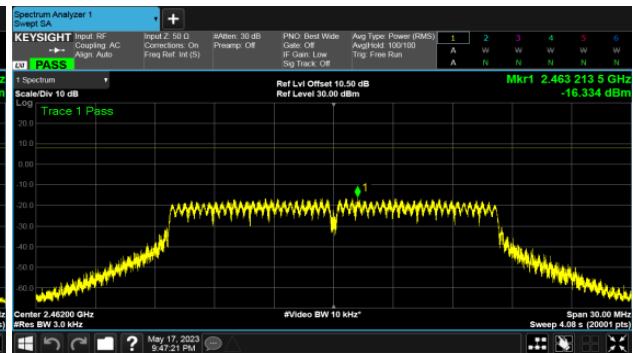 Spectrum Analyzer 1
Swept SA
KEYSIGHT
Input: RF
Coupling: AC
Align: Auto
Input Z: 50 Ω
Corrections: On
Freq Ref: Int (S)
#Atten: 30 dB
Preamp: Off
PNO: Best Wide
Gate: Off
IF Gain: Low
Sig Track: Off
Avg Type: Power (RMS)
Avg|Hold: 100/100
Trig: Free Run
1 2 3 4 5 6
A W W W W W
A N N N N N
LXI PASS
1 Spectrum
Scale/Div 10 dB
Ref Lvl Offset 10.50 dB
Ref Level 30.00 dBm
Mkr1 2.463 213 5 GHz
-16.334 dBm
Log
Trace 1 Pass
20.0
10.0
0.00
-10.0
1
-20.0
-30.0
-40.0
-50.0
-60.0
Center 2.46200 GHz
#Video BW 10 kHz*
Span 30.00 MHz
#Res BW 3.0 kHz
Sweep 4.08 s (20001 pts)
May 17, 2023
9:47:21 PM